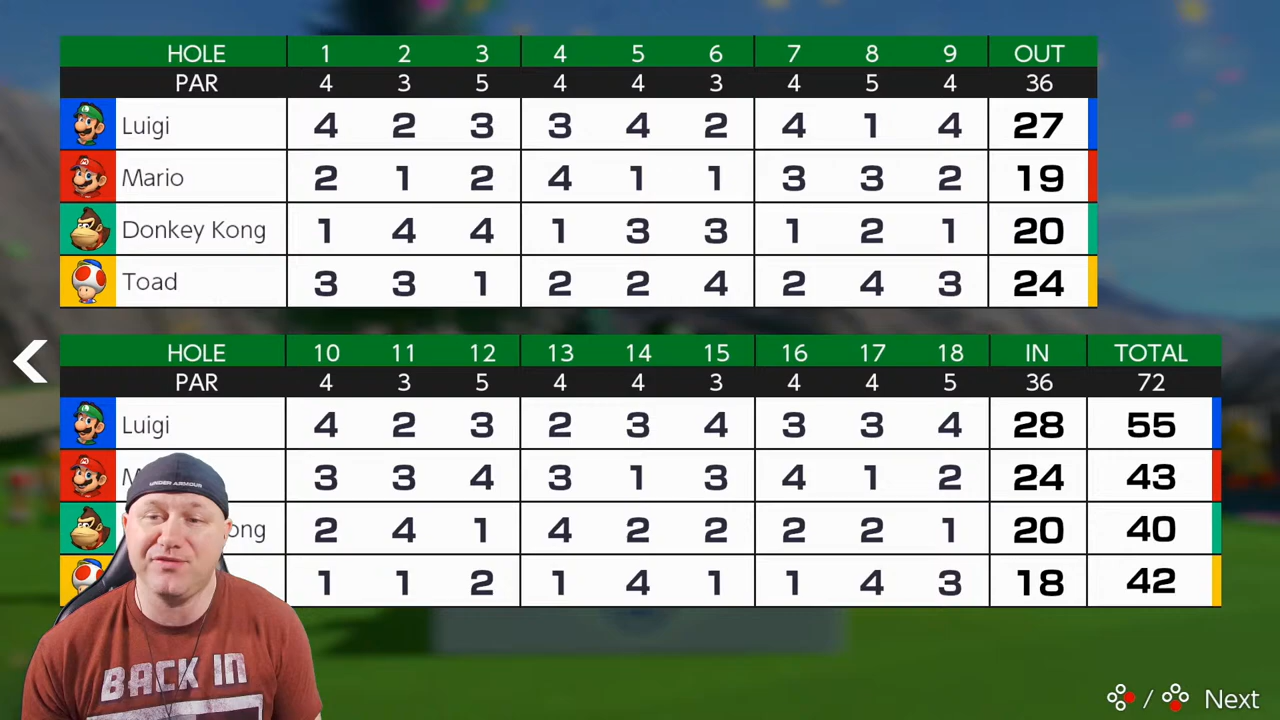 HOLE 1 2 3 4 5 6 7 8 9 OUT
PAR 4 3 5 4 4 3 4 5 4 36
Luigi 4 2 3 3 4 2 4 1 4 27
Mario 2 1 2 4 1 1 3 3 2 19
Donkey Kong 1 4 4 1 3 3 1 2 1 20
Toad 3 3 1 2 2 4 2 4 3 24
HOLE 10 11 12 13 14 15 16 17 18 IN TOTAL
PAR 4 3 5 4 4 3 4 4 5 36 72
Luigi 4 2 3 2 3 4 3 3 4 28 55
M 3 3 4 3 1 3 4 1 2 24 43
ong 2 4 1 4 2 2 2 2 1 20 40
1 1 2 1 4 1 1 4 3 18 42
UNDER ARMOUR
BACK IN
/ Next